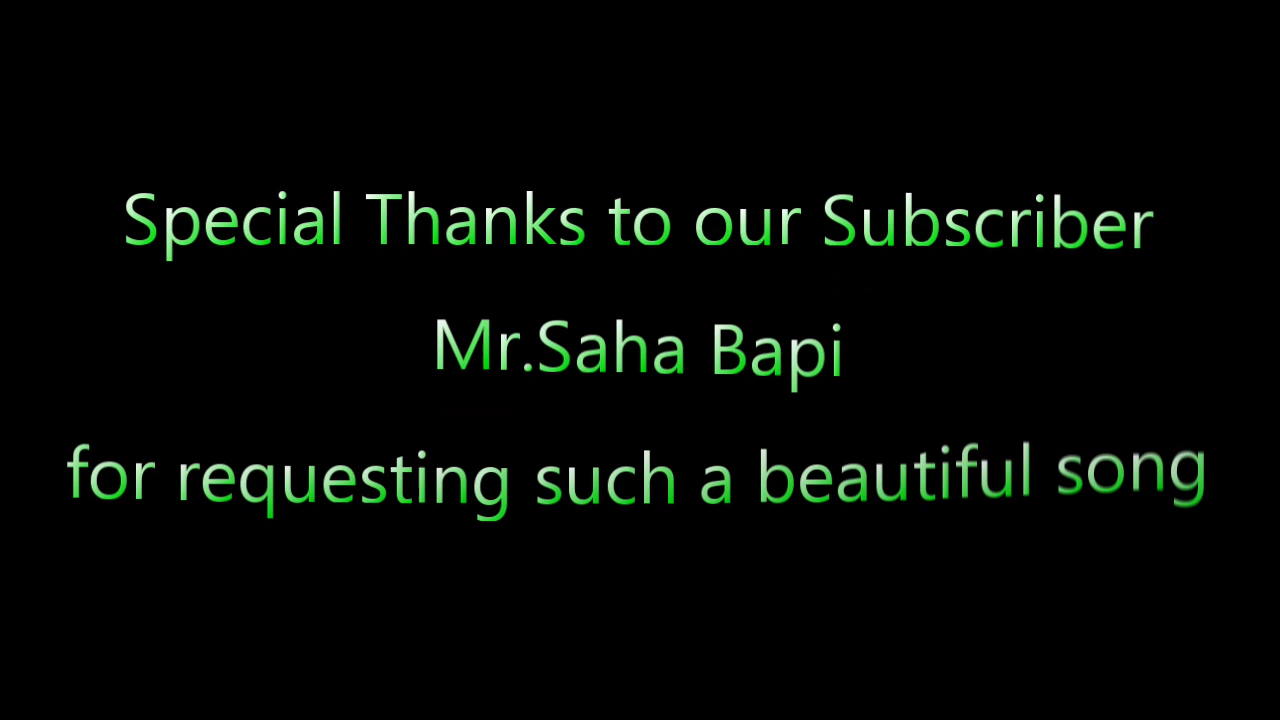 Special Thanks to our Subscriber
Mr.Saha Bapi
for requesting such a beautiful song